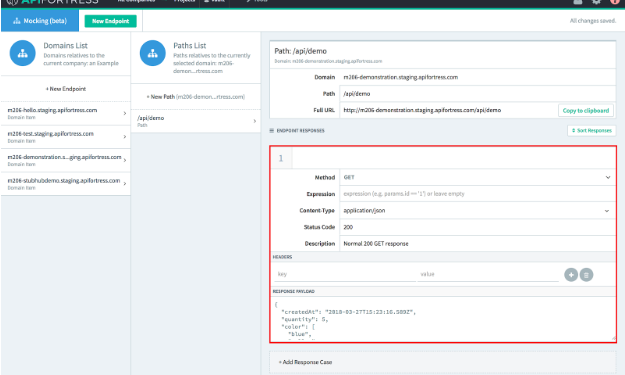 APIFORTRESS
Projects
Vault
Mocking (beta)
New Endpoint
All changes saved.
Domains List
Domains relatives to the
current company: an Example
+ New Endpoint
m206-hello.staging.apifortress.com
Domain Item
m206-test.staging.apifortress.com
Domain Item
m206-demonstration.s...ging.apifortress.com
Domain Item
m206-stubhubdemo.staging.apifortress.com
Domain Item
Paths List
Paths relatives to the currently
selected domain: m206-
demon...rtress.com
+ New Path (m206-demon...rtress.com)
/api/demo
Path
Path: /api/demo
Domain: m206-demonstration.staging.apifortress.com
Domain m206-demonstration.staging.apifortress.com
Path /api/demo
Full URL http://m206-demonstration.staging.apifortress.com/api/demo Copy to clipboard
ENDPOINT RESPONSES
Sort Responses
1
Method GET
Expression expression (e.g. params.id == '1') or leave empty
Content-Type application/json
Status Code 200
Description Normal 200 GET response
HEADERS
key value
RESPONSE PAYLOAD
{
"createdAt": "2018-03-27T15:23:16.589Z",
"quantity": 5,
"color": [
"blue",
+ Add Response Case